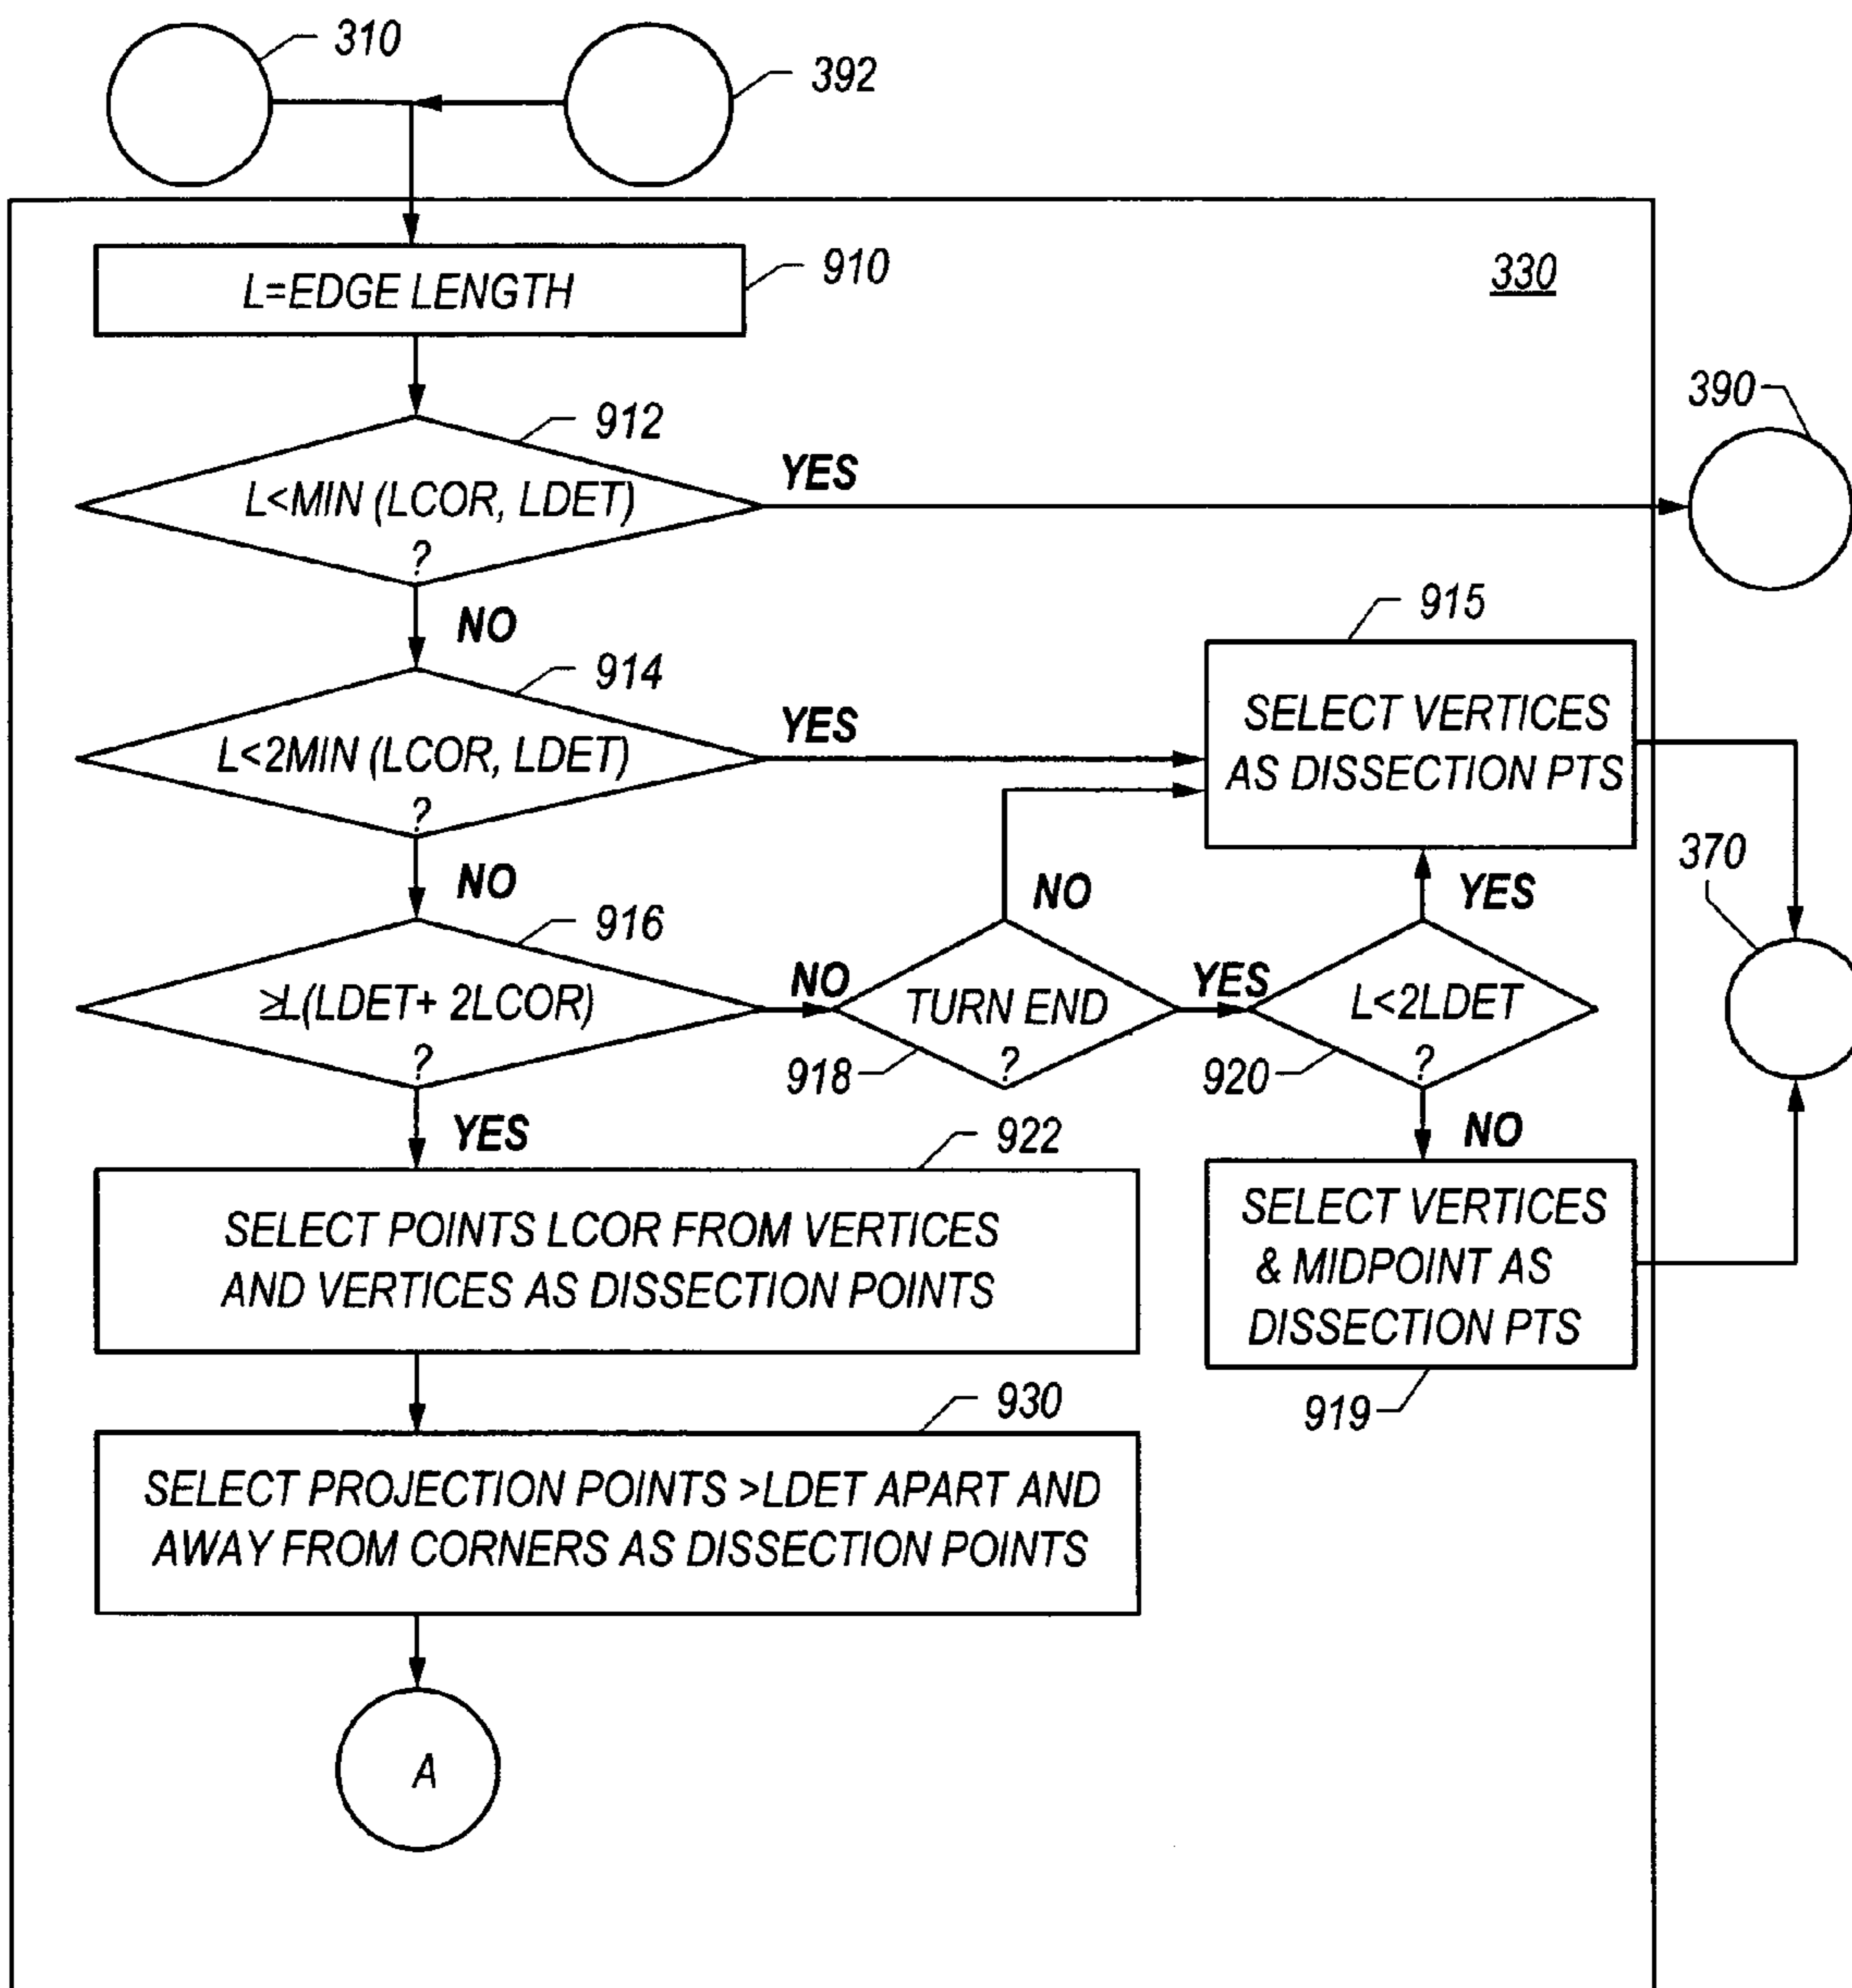 310
392
L=EDGE LENGTH
910
330
912
L<MIN (LCOR, LDET)
?
YES
390
NO
914
L<2MIN (LCOR, LDET)
?
YES
915
SELECT VERTICES
AS DISSECTION PTS
NO
916
≥L(LDET+ 2LCOR)
?
NO
NO
TURN END
?
918
YES
YES
L<2LDET
?
920
370
YES
922
SELECT POINTS LCOR FROM VERTICES
AND VERTICES AS DISSECTION POINTS
NO
SELECT VERTICES
& MIDPOINT AS
DISSECTION PTS
919
930
SELECT PROJECTION POINTS >LDET APART AND
AWAY FROM CORNERS AS DISSECTION POINTS
A